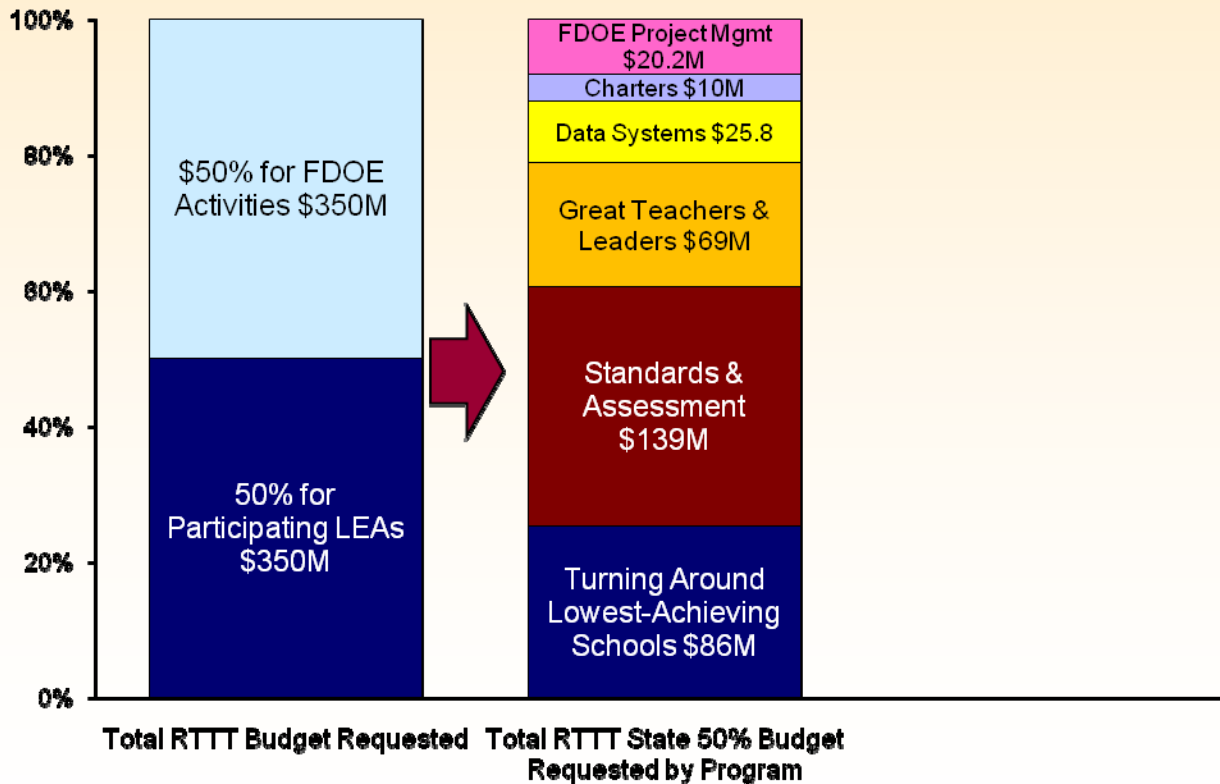 100%
80%
60%
40%
20%
0%
$50% for FDOE
Activities $350M
50% for
Participating LEAs
$350M
FDOE Project Mgmt
$20.2M
Charters $10M
Data Systems $25.8
Great Teachers &
Leaders $69M
Standards &
Assessment
$139M
Turning Around
Lowest-Achieving
Schools $86M
Total RTTT Budget Requested
Total RTTT State 50% Budget
Requested by Program